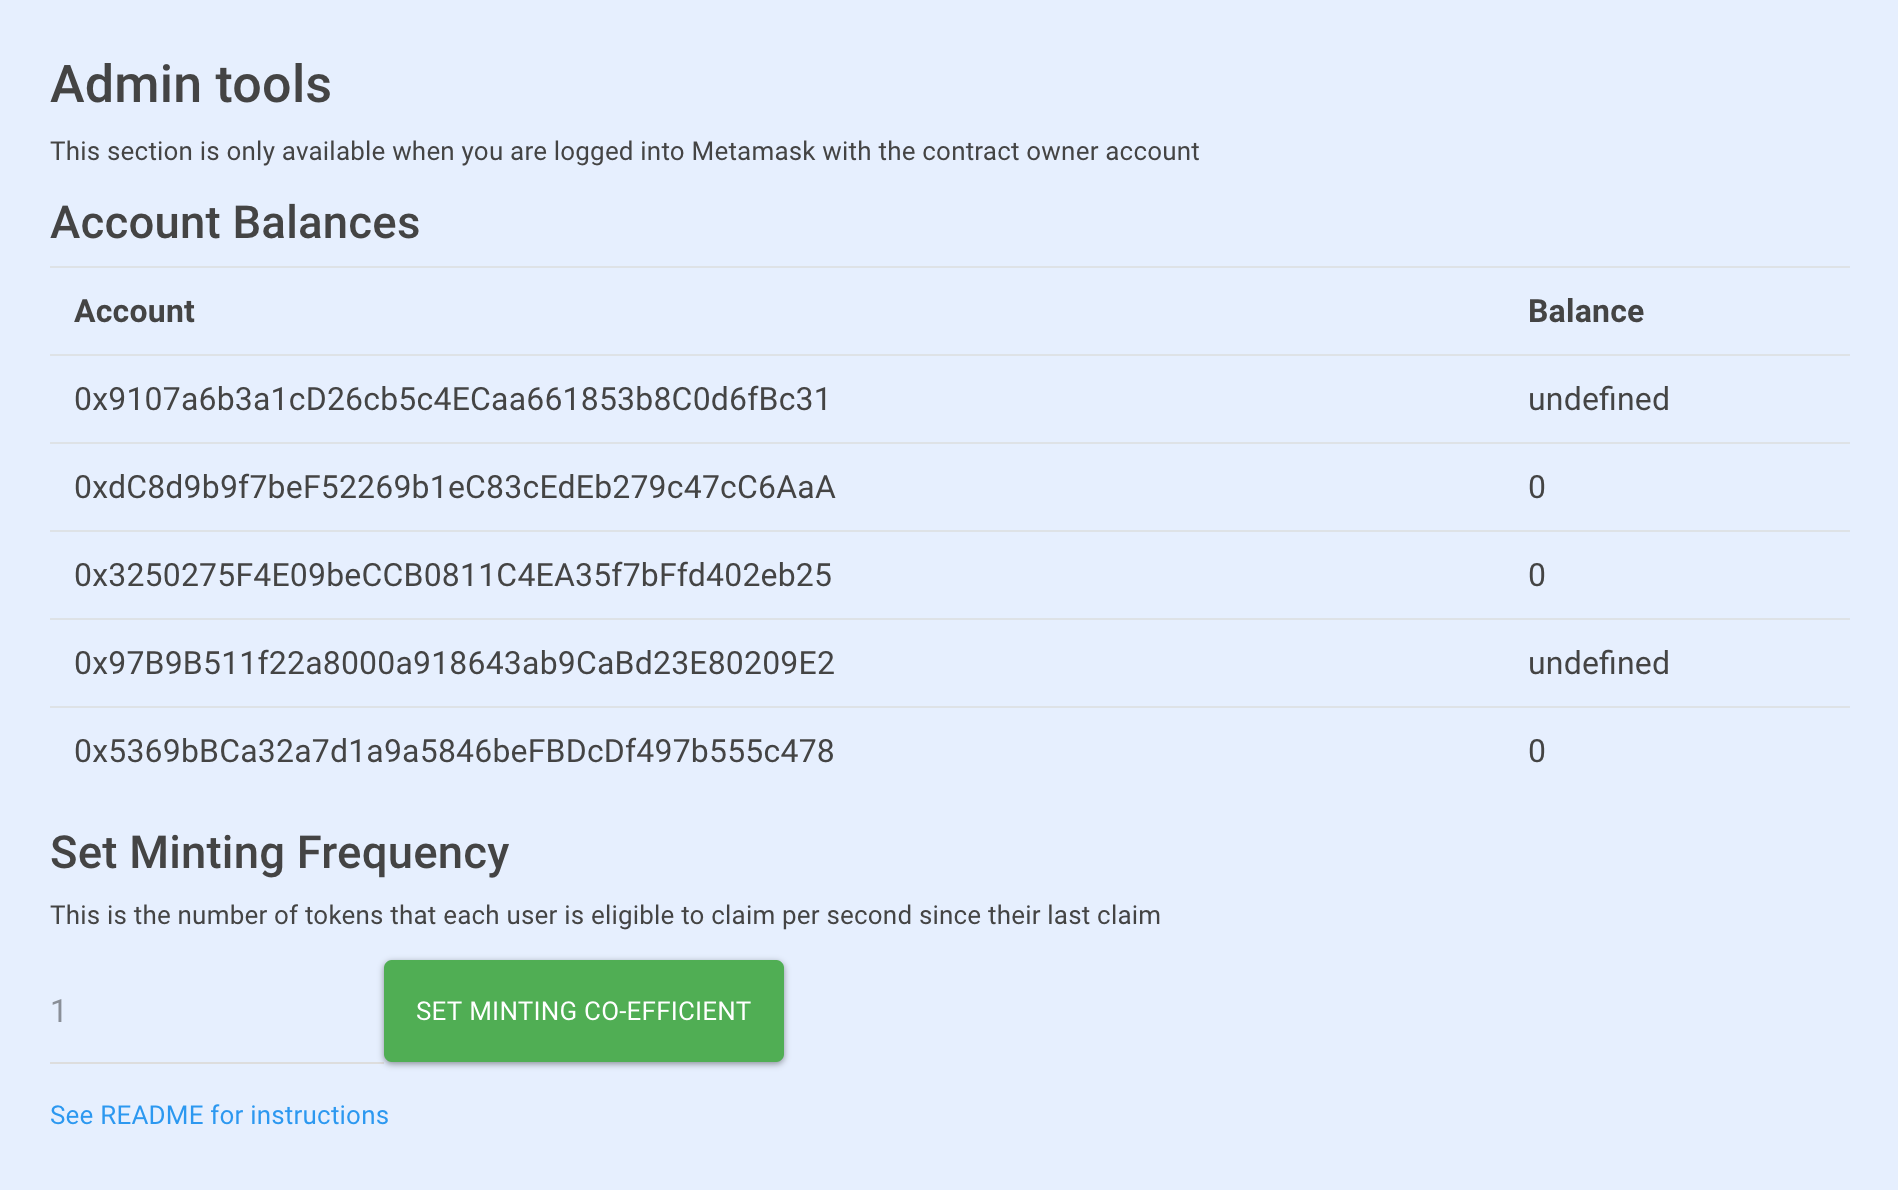 Admin tools
This section is only available when you are logged into Metamask with the contract owner account
Account Balances
Account Balance
0x9107a6b3a1cD26cb5c4ECaa661853b8C0d6fBc31 undefined
0xdC8d9b9f7beF52269b1eC83cEdEb279c47cC6AaA 0
0x3250275F4E09beCCB0811C4EA35f7bFfd402eb25 0
0x97B9B511f22a8000a918643ab9CaBd23E80209E2 undefined
0x5369bBCa32a7d1a9a5846beFBDcDf497b555c478 0
Set Minting Frequency
This is the number of tokens that each user is eligible to claim per second since their last claim
1 SET MINTING CO-EFFICIENT
See README for instructions